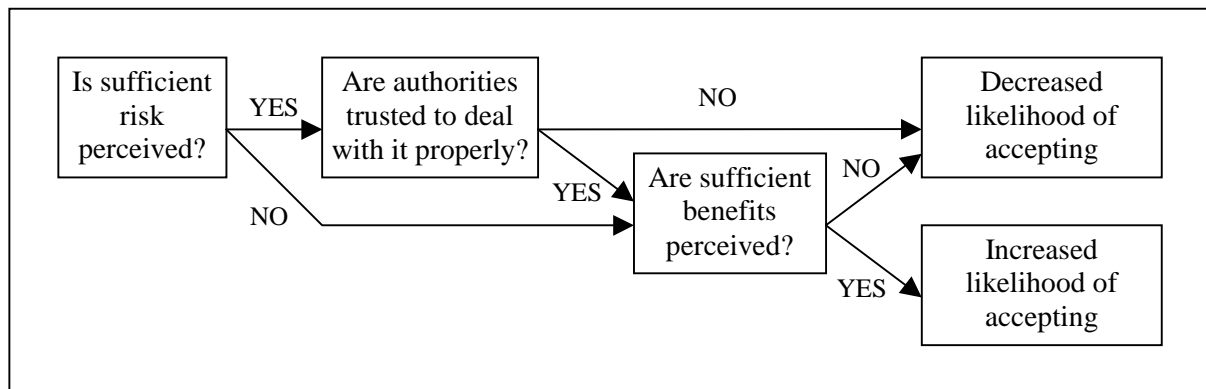 Is sufficient
risk
perceived?
YES
NO
Are authorities
trusted to deal
with it properly?
NO
YES
Are sufficient
benefits
perceived?
NO
YES
Decreased
likelihood of
accepting
Increased
likelihood of
accepting